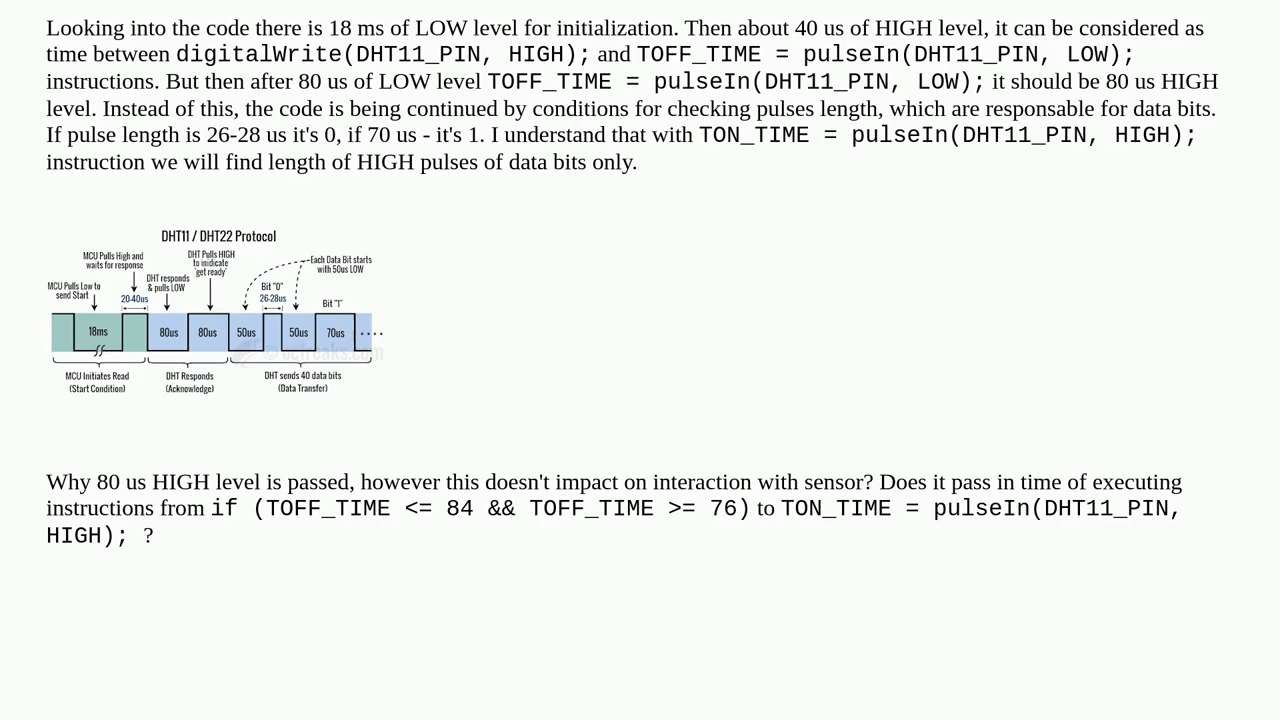 Looking into the code there is 18 ms of LOW level for initialization. Then about 40 us of HIGH level, it can be considered as
time between digitalWrite(DHT11_PIN, HIGH); and TOFF_TIME = pulseIn(DHT11_PIN, LOW);
instructions. But then after 80 us of LOW level TOFF_TIME = pulseIn(DHT11_PIN, LOW); it should be 80 us HIGH
level. Instead of this, the code is being continued by conditions for checking pulses length, which are responsable for data bits.
If pulse length is 26-28 us it's 0, if 70 us - it's 1. I understand that with TON_TIME = pulseIn(DHT11_PIN, HIGH);
instruction we will find length of HIGH pulses of data bits only.
DHT11 / DHT22 Protocol
MCU Pulls Low to
send Start
MCU Pulls High and
waits for response
20-40us
DHT responds
& pulls LOW
DHT Pulls HIGH
to indicate
'get ready'
Each Data Bit starts
with 50us LOW
Bit "0"
26-28us
Bit "1"
18ms
80us
80us
50us
50us
70us
....
MCU Initiates Read
(Start Condition)
DHT Responds
(Acknowledge)
DHT sends 40 data bits
(Data Transfer)
Why 80 us HIGH level is passed, however this doesn't impact on interaction with sensor? Does it pass in time of executing
instructions from if (TOFF_TIME <= 84 && TOFF_TIME >= 76) to TON_TIME = pulseIn(DHT11_PIN,
HIGH); ?